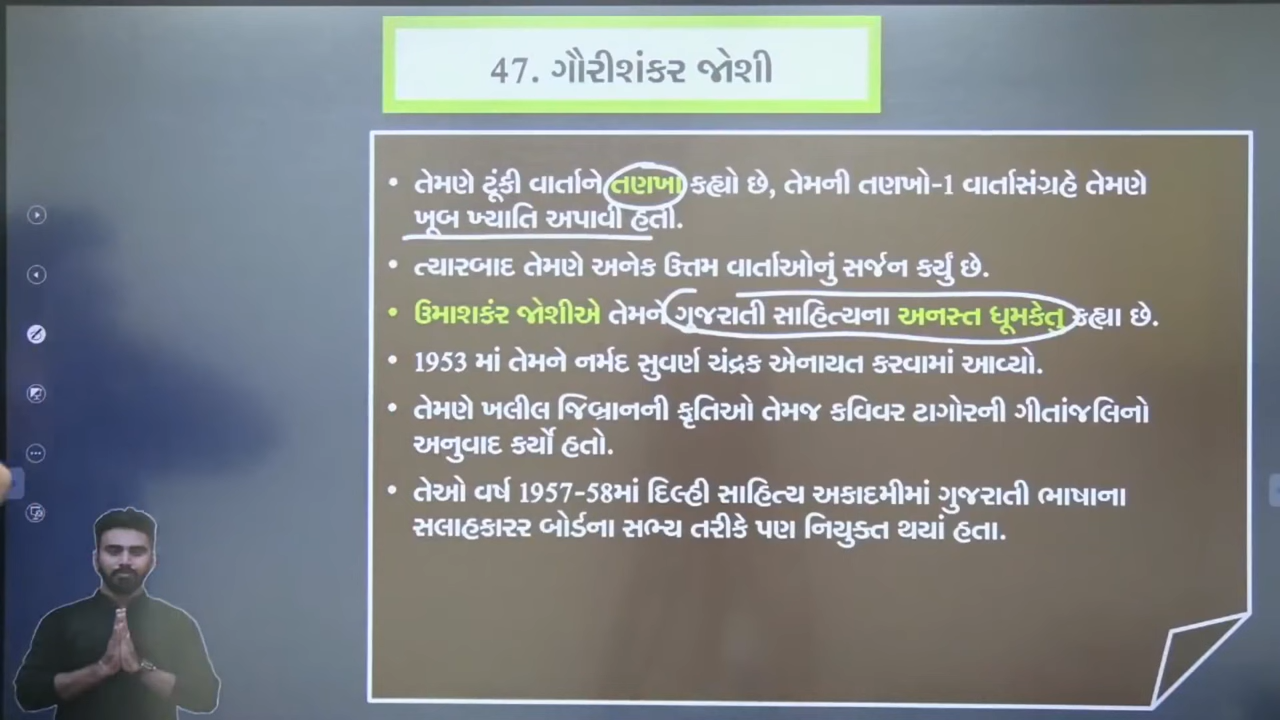 47. ગૌરીશંકર જોશી
• તેમણે ટૂંકી વાર્તાને તણખા કહ્યો છે, તેમની તણખો-1 વાર્તાસંગ્રહે તેમણે
ખૂબ ખ્યાતિ અપાવી હતી.
• ત્યારબાદ તેમણે અનેક ઉત્તમ વાર્તાઓનું સર્જન કર્યું છે.
• ઉમાશકંર જોશીએ તેમને ગુજરાતી સાહિત્યના અનસ્ત ધૂમકેતુ કહ્યા છે.
• 1953 માં તેમને નર્મદ સુવર્ણ ચંદ્રક એનાયત કરવામાં આવ્યો.
• તેમણે ખલીલ જિબ્રાનની કૃતિઓ તેમજ કવિવર ટાગોરની ગીતાંજલિનો
અનુવાદ કર્યો હતો.
• તેઓ વર્ષ 1957-58માં દિલ્હી સાહિત્ય અકાદમીમાં ગુજરાતી ભાષાના
સલાહકારર બોર્ડના સભ્ય તરીકે પણ નિયુક્ત થયાં હતા.